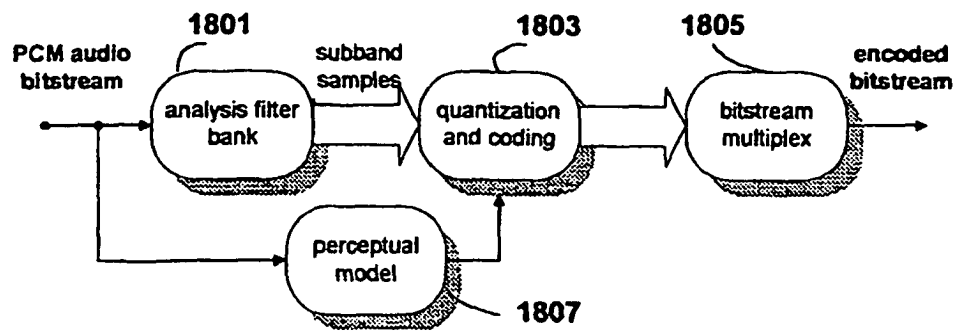 1801
1803
1805
PCM audio
bitstream
subband
samples
encoded
bitstream
analysis filter
bank
quantization
and coding
bitstream
multiplex
perceptual
model
1807